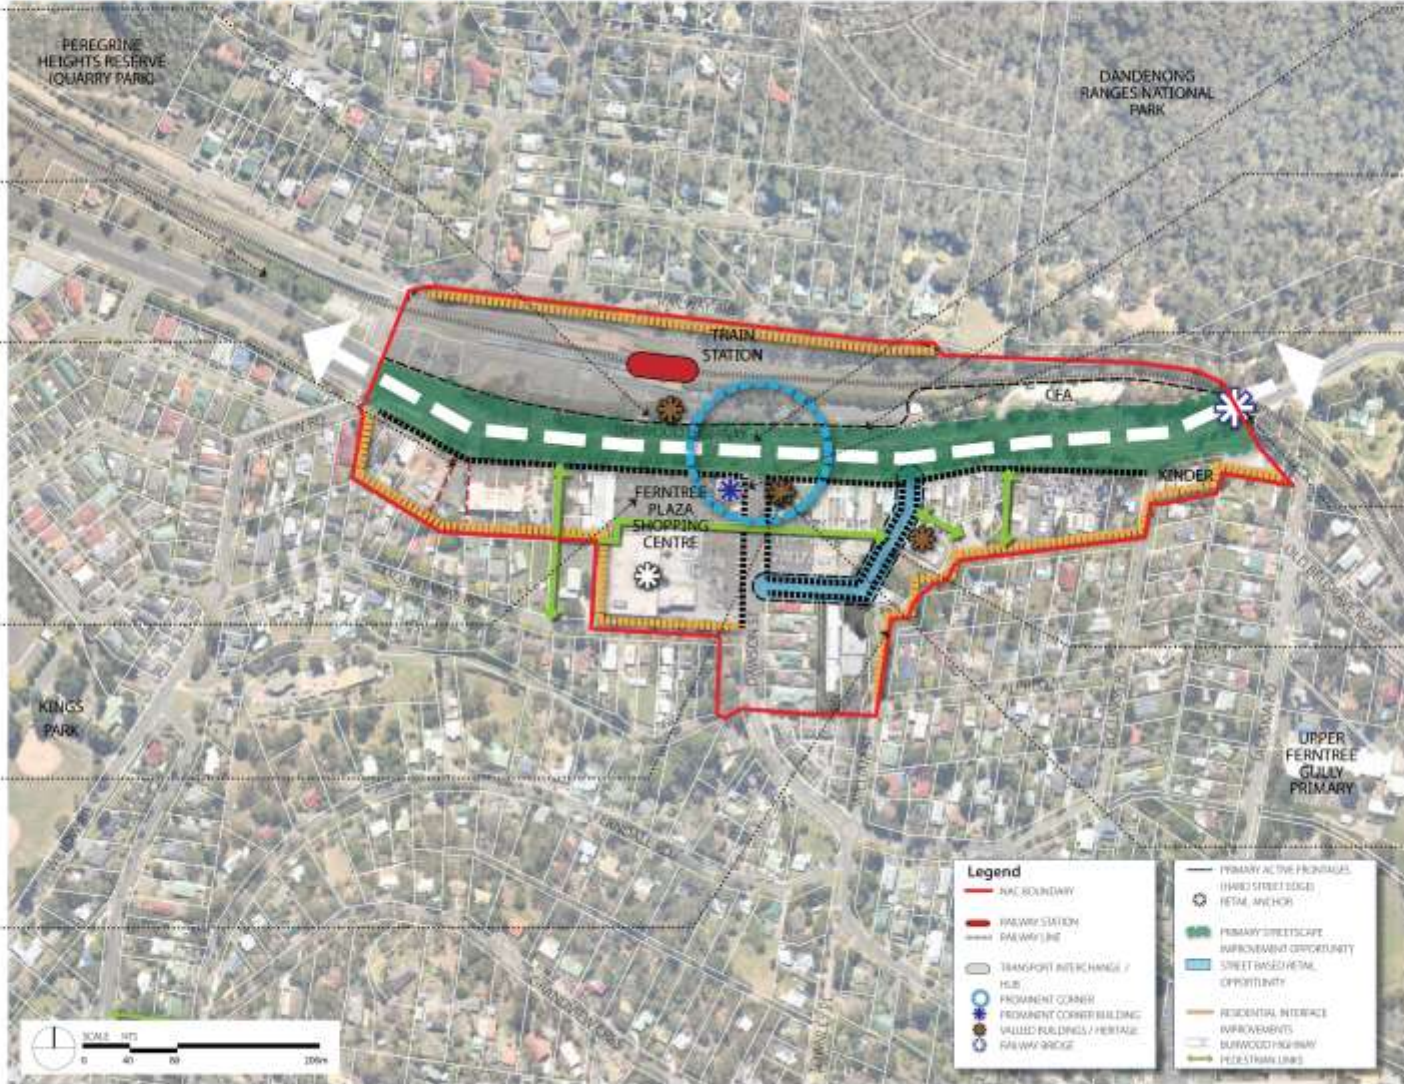 PEREGRINE
HEIGHTS RESERVE
(QUARRY PARK)
DANDENONG
RANGES NATIONAL
PARK
TRAIN
STATION
CFA
KINDER
FERNTREE
PLAZA
SHOPPING
CENTRE
KINGS
PARK
UPPER
FERNTREE
GULLY
PRIMARY
Legend
NAC BOUNDARY
RAILWAY STATION
RAILWAY LINE
TRANSPORT INTERCHANGE /
HUB
PROMINENT CORNER
PROMINENT CORNER BUILDING
VALUED BUILDINGS / HERITAGE
RAILWAY BRIDGE
PRIMARY ACTIVE FRONTAGES
(HARD STREET EDGE)
RETAIL ANCHOR
PRIMARY STREETSCAPE
IMPROVEMENT OPPORTUNITY
STREET BASED RETAIL
OPPORTUNITY
RESIDENTIAL INTERFACE
IMPROVEMENTS
BURWOOD HIGHWAY
PEDESTRIAN LINKS
SCALE NTS
0 40 80 200m